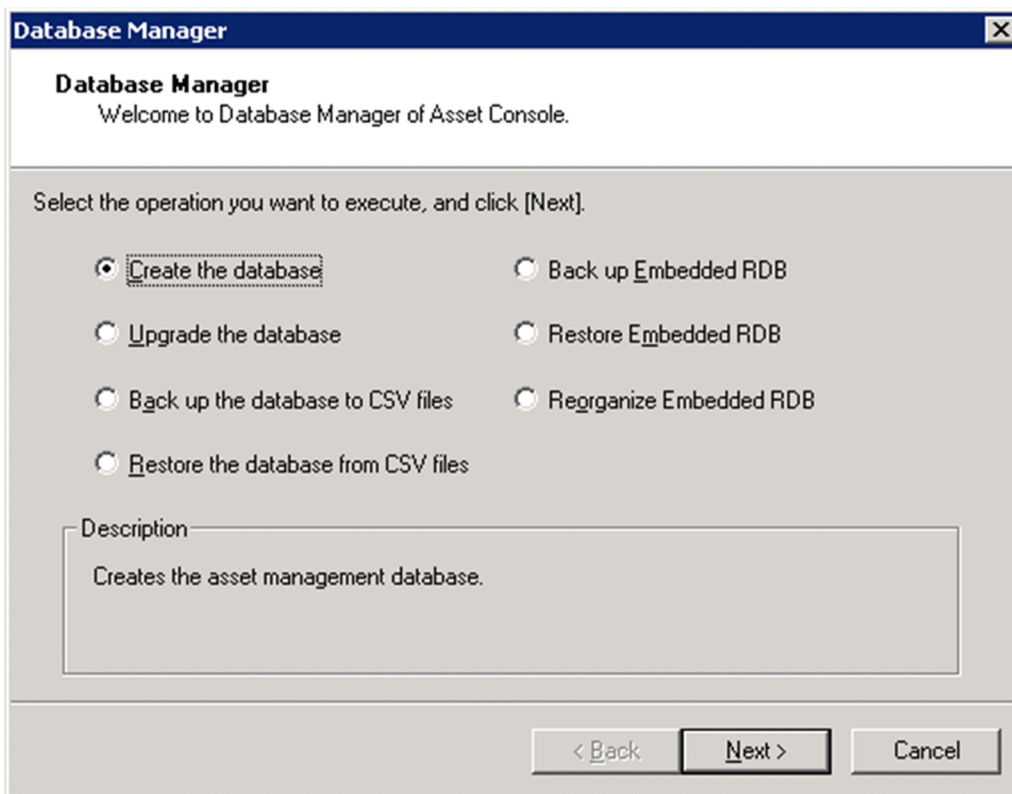 Database Manager
Database Manager
Welcome to Database Manager of Asset Console.
Select the operation you want to execute, and click [Next].
Create the database
Back up Embedded RDB
Upgrade the database
Restore Embedded RDB
Back up the database to CSV files
Reorganize Embedded RDB
Restore the database from CSV files
Description
Creates the asset management database.
< Back
Next >
Cancel